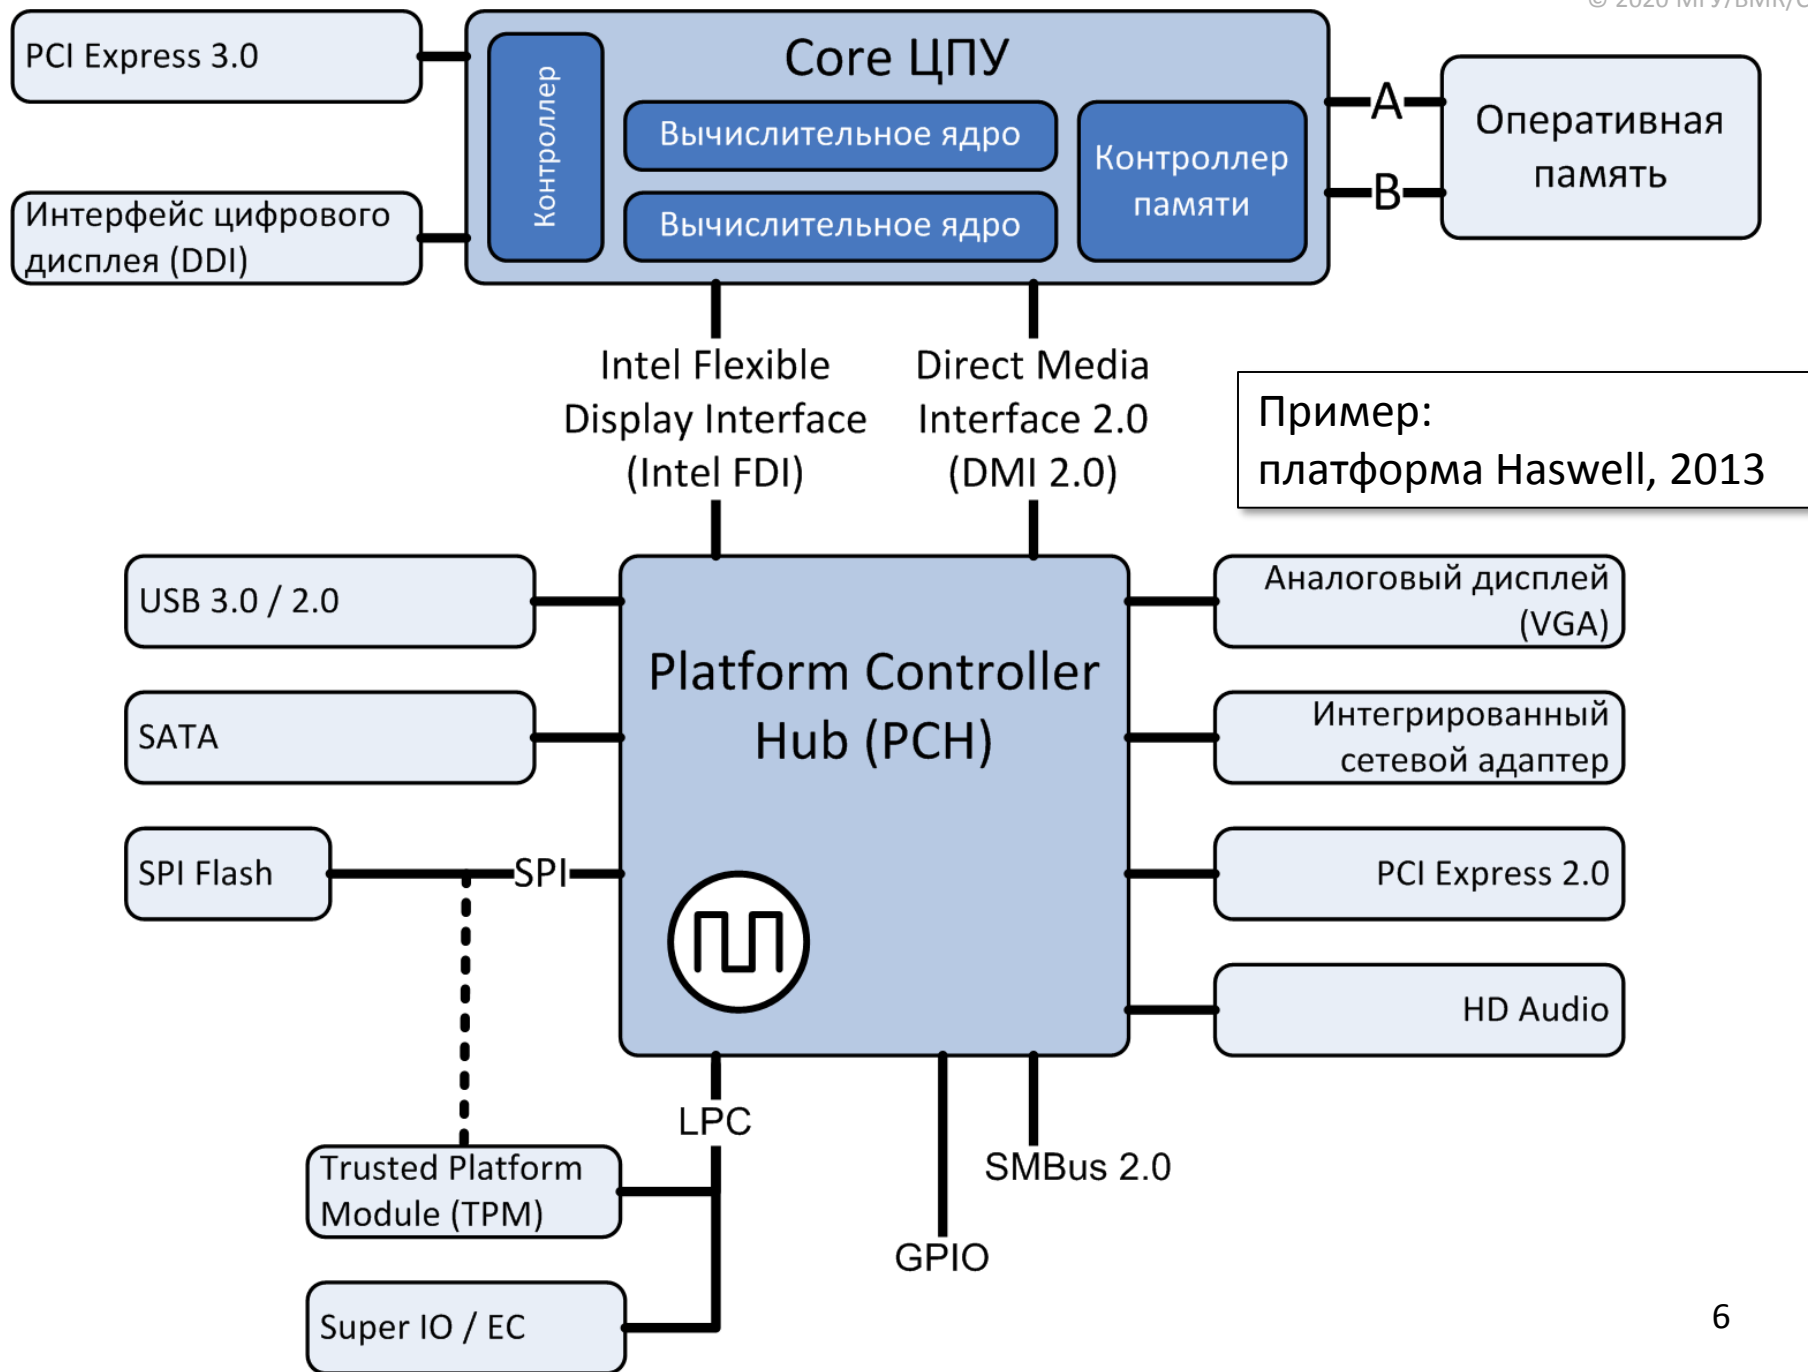 © 2020 МГУ/ВМК/С
PCI Express 3.0
Core ЦПУ
Контроллер
Вычислительное ядро
Вычислительное ядро
Контроллер
памяти
A
B
Оперативная
память
Интерфейс цифрового
дисплея (DDI)
Intel Flexible
Display Interface
(Intel FDI)
Direct Media
Interface 2.0
(DMI 2.0)
Пример:
платформа Haswell, 2013
USB 3.0 / 2.0
SATA
SPI Flash
SPI
Platform Controller
Hub (PCH)
Аналоговый дисплей
(VGA)
Интегрированный
сетевой адаптер
PCI Express 2.0
HD Audio
LPC
SMBus 2.0
GPIO
Trusted Platform
Module (TPM)
Super IO / EC
6